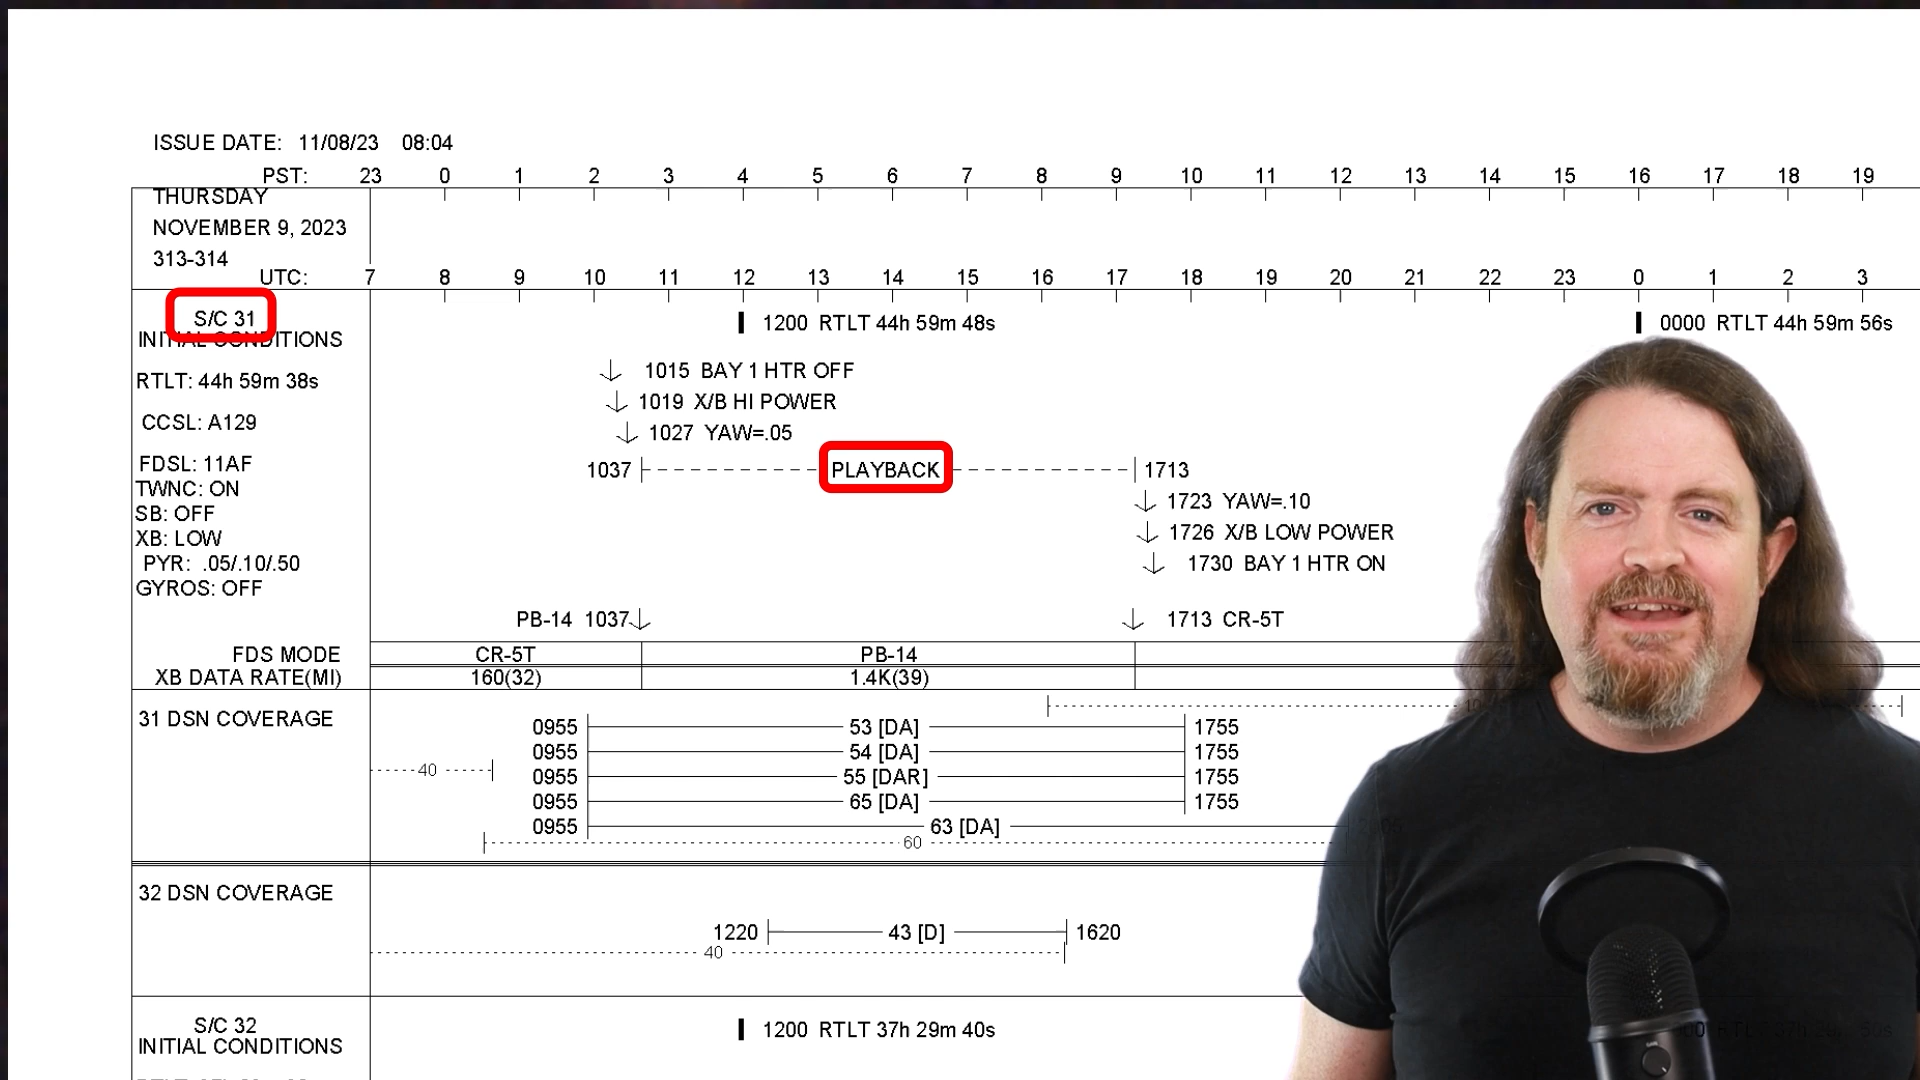 ISSUE DATE: 11/08/23 08:04
PST: 23 0 1 2 3 4 5 6 7 8 9 10 11 12 13 14 15 16 17 18 19
THURSDAY
NOVEMBER 9, 2023
313-314
UTC: 7 8 9 10 11 12 13 14 15 16 17 18 19 20 21 22 23 0 1 2 3
S/C 31
1200 RTLT 44h 59m 48s
0000 RTLT 44h 59m 56s
INITIAL CONDITIONS
1015 BAY 1 HTR OFF
RTLT: 44h 59m 38s
1019 X/B HI POWER
CCSL: A129
1027 YAW=.05
FDSL: 11AF
1037 PLAYBACK 1713
TWNC: ON
1723 YAW=.10
SB: OFF
XB: LOW
1726 X/B LOW POWER
PYR: .05/.10/.50
1730 BAY 1 HTR ON
GYROS: OFF
PB-14 1037 1713 CR-5T
FDS MODE CR-5T PB-14
XB DATA RATE(MI) 160(32) 1.4K(39)
31 DSN COVERAGE
0955 53 [DA] 1755
0955 54 [DA] 1755
40
0955 55 [DAR] 1755
0955 65 [DA] 1755
0955 63 [DA]
60
32 DSN COVERAGE
1220 43 [D] 1620
40
S/C 32
1200 RTLT 37h 29m 40s
INITIAL CONDITIONS